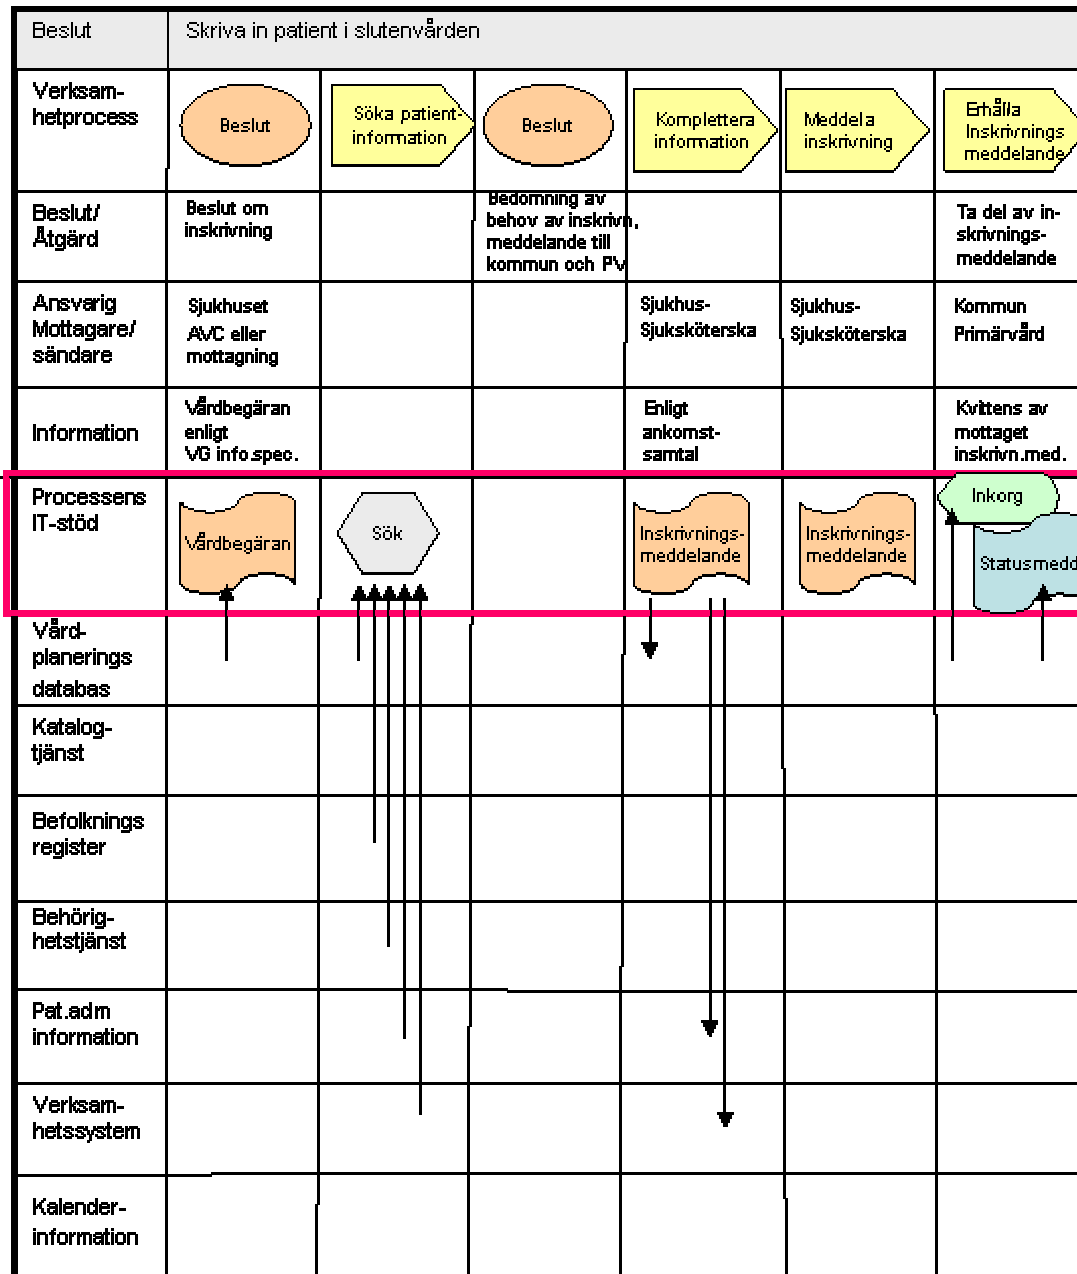 Beslut
Skriva in patient i slutenvården
Verksam-
hetprocess
Beslut
Söka patient-
information
Beslut
Komplettera
information
Meddela
inskrivning
Erhålla
Inskrivnings
meddelande
Beslut/
Åtgärd
Beslut om
inskrivning
Bedömning av
behov av inskrivn,
meddelande till
kommun och PV
Ta del av in-
skrivnings-
meddelande
Ansvarig
Mottagare/
sändare
Sjukhuset
AVC eller
mottagning
Sjukhus-
Sjuksköterska
Sjukhus-
Sjuksköterska
Kommun
Primärvård
Information
Vårdbegäran
enligt
VG info.spec.
Enligt
ankomst-
samtal
Kvittens av
mottaget
inskrivn.med.
Processens
IT-stöd
Vårdbegäran
Sök
Inskrivnings-
meddelande
Inskrivnings-
meddelande
Inkorg
Statusmedd
Vård-
planerings
databas
Katalog-
tjänst
Befolknings
register
Behörig-
hetstjänst
Pat.adm
information
Verksam-
hetssystem
Kalender-
information